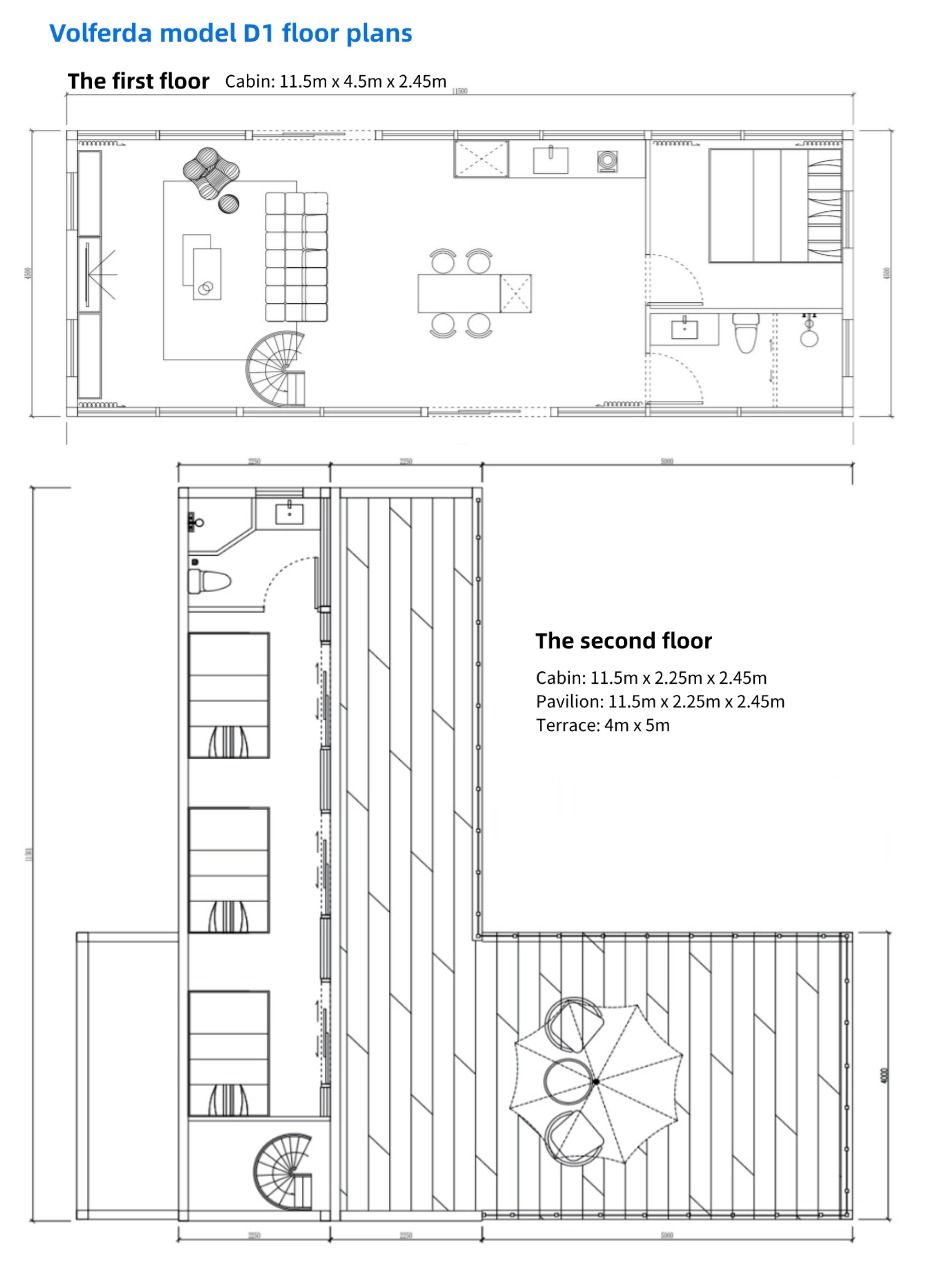 Volferda model D1 floor plans
The first floor Cabin: 11.5m x 4.5m x 2.45m
11500
4500
4500
2250 2250 5000
The second floor
Cabin: 11.5m x 2.25m x 2.45m
Pavilion: 11.5m x 2.25m x 2.45m
Terrace: 4m x 5m
4000
2250 2250 5000